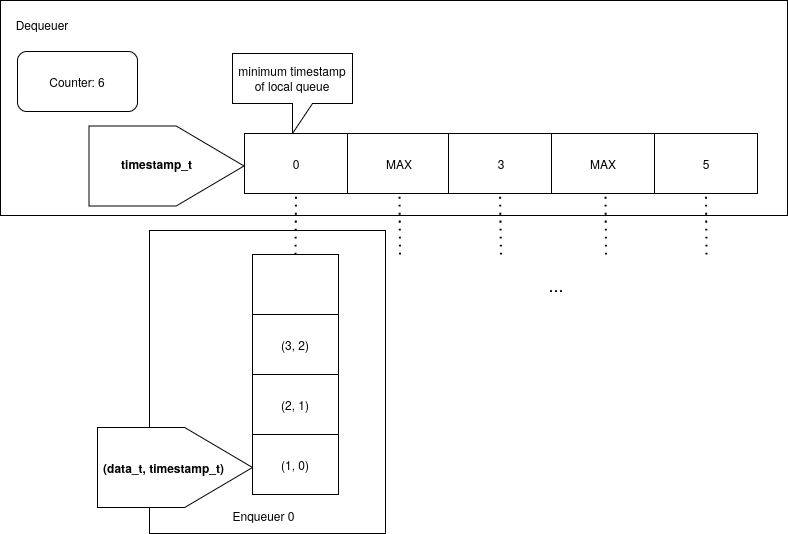 Dequeuer
Counter: 6
minimum timestamp
of local queue
timestamp_t
0
MAX
3
MAX
5
...
(3, 2)
(2, 1)
(data_t, timestamp_t)
(1, 0)
Enqueuer 0